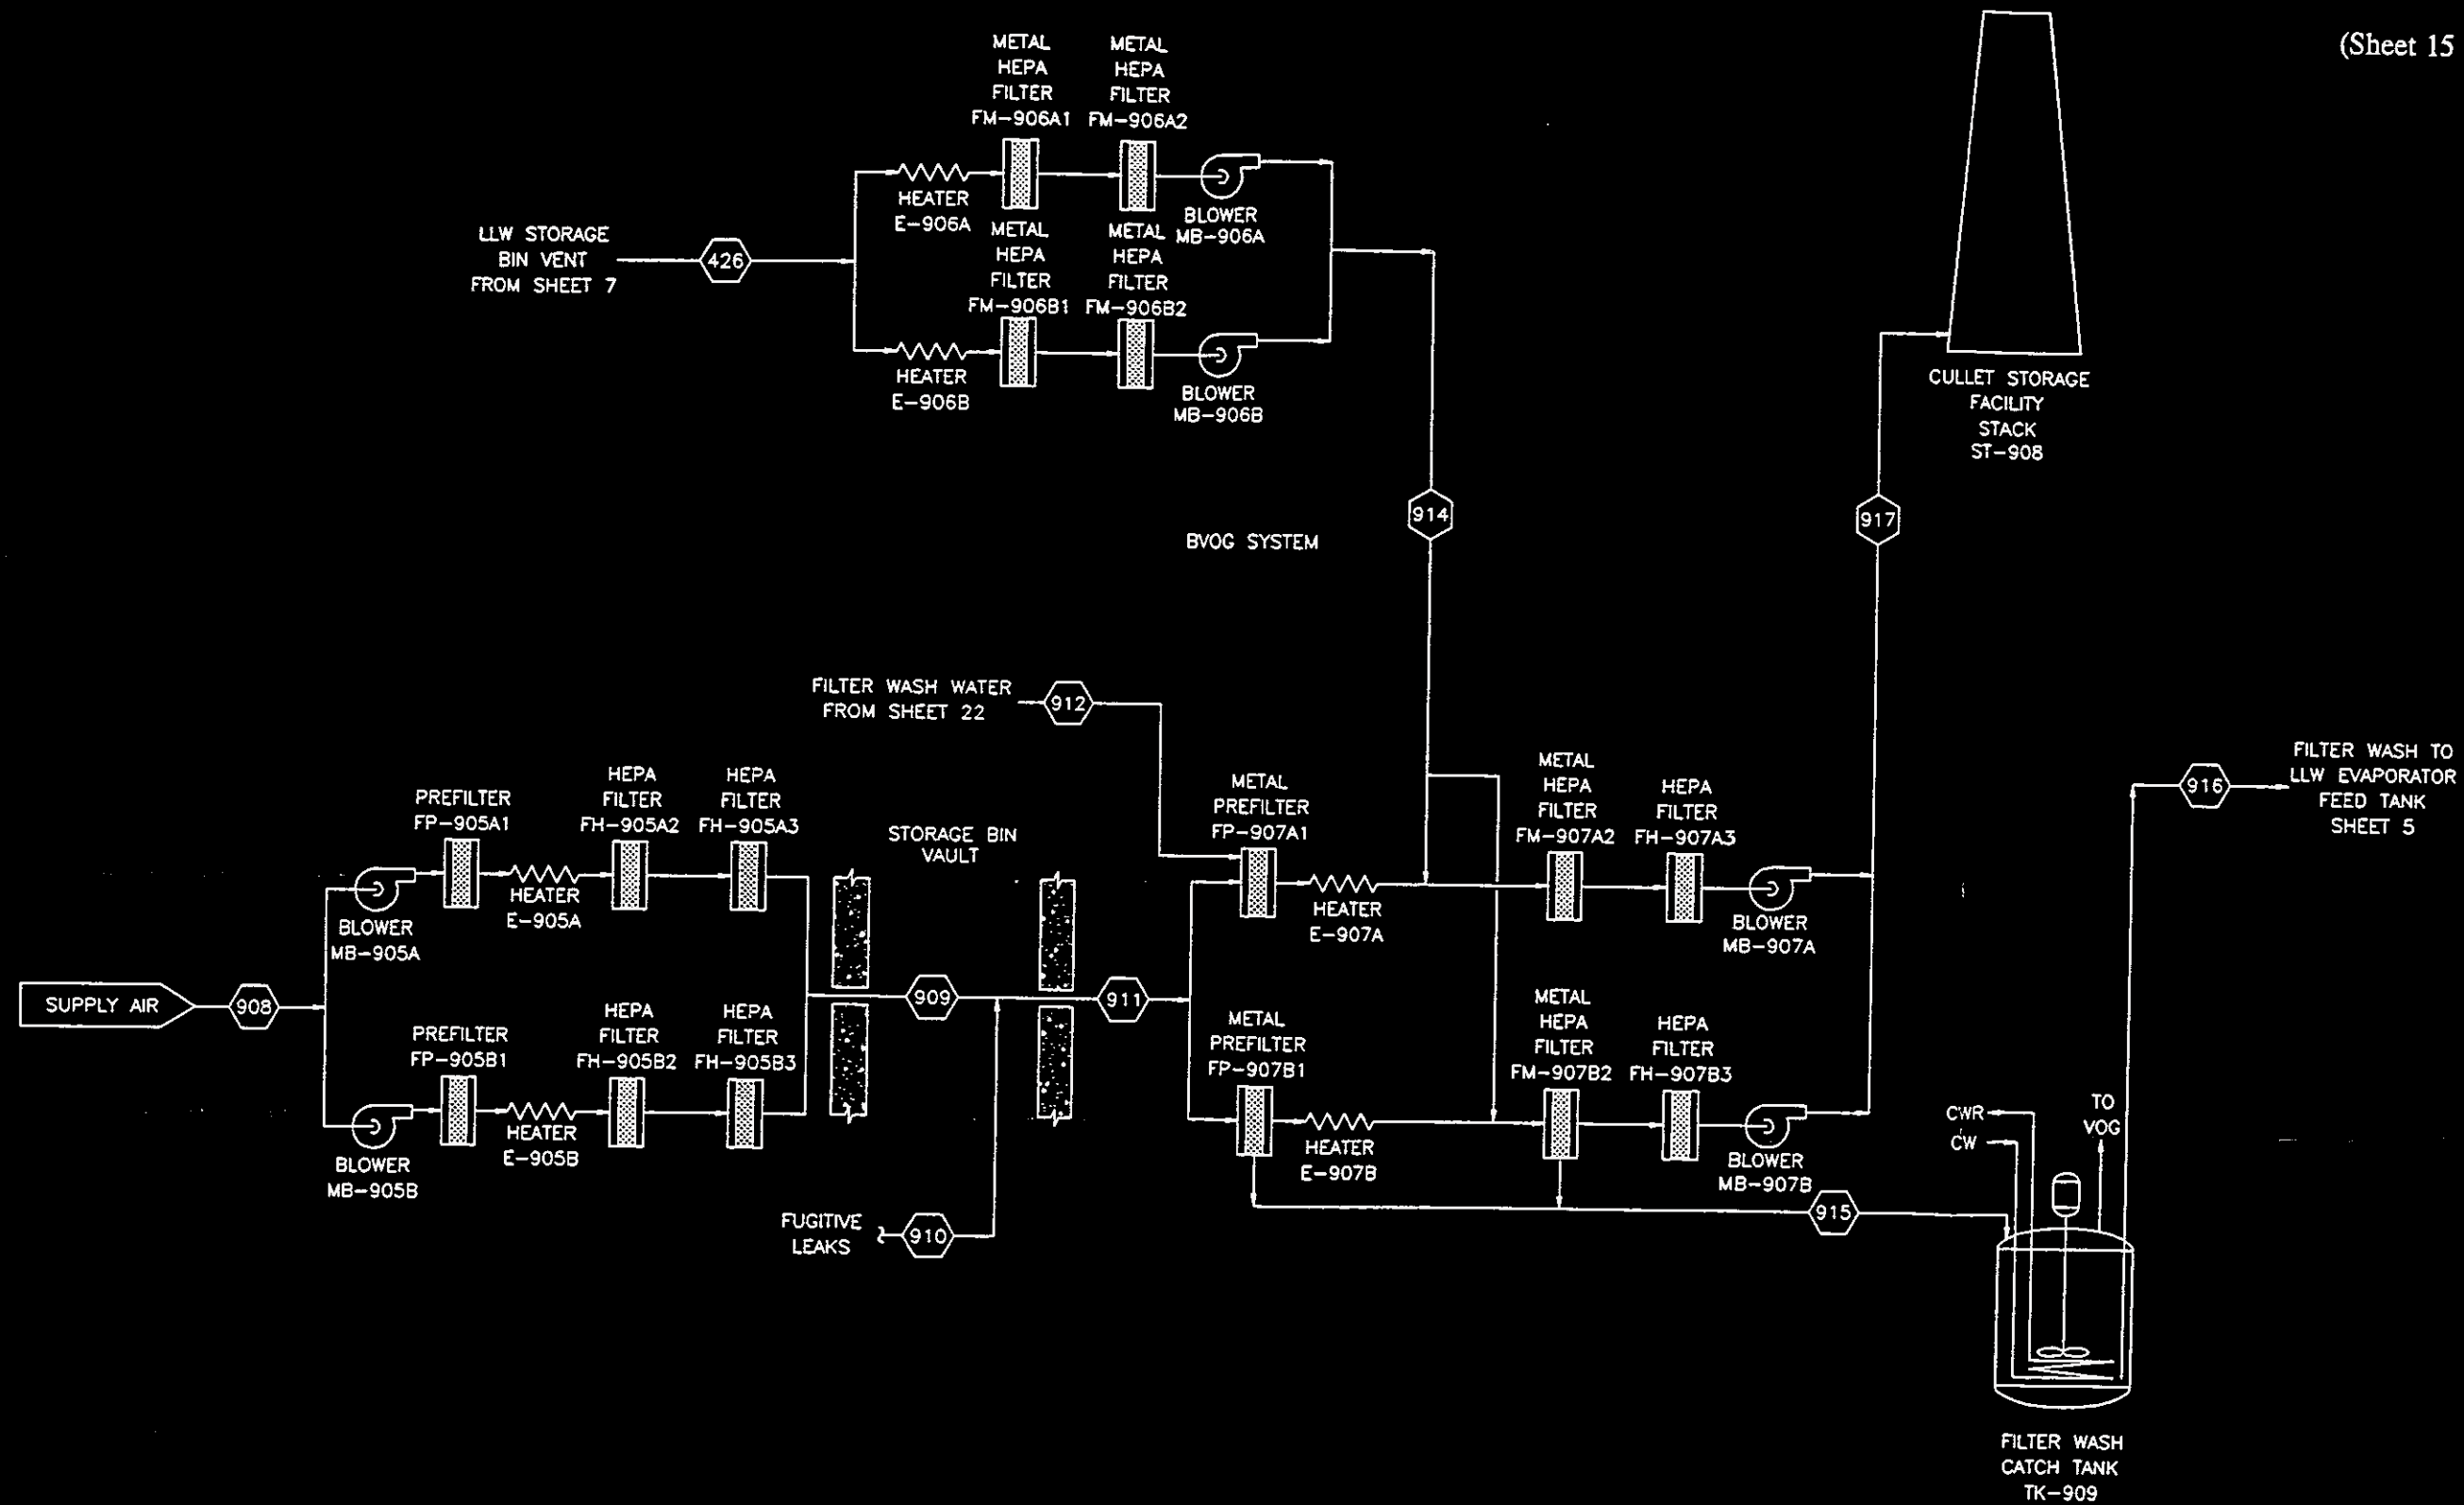 (Sheet 15
METAL
HEPA
FILTER
FM-906A1
METAL
HEPA
FILTER
FM-906A2
HEATER
E-906A
BLOWER
MB-906A
LLW STORAGE
BIN VENT
FROM SHEET 7
426
METAL
HEPA
FILTER
FM-906B1
METAL
HEPA
FILTER
FM-906B2
HEATER
E-906B
BLOWER
MB-906B
CULLET STORAGE
FACILITY
STACK
ST-908
914
917
BVOG SYSTEM
FILTER WASH WATER
FROM SHEET 22
912
PREFILTER
FP-905A1
HEPA
FILTER
FH-905A2
HEPA
FILTER
FH-905A3
STORAGE BIN
VAULT
METAL
PREFILTER
FP-907A1
METAL
HEPA
FILTER
FM-907A2
HEPA
FILTER
FH-907A3
916
FILTER WASH TO
LLW EVAPORATOR
FEED TANK
SHEET 5
BLOWER
MB-905A
HEATER
E-905A
HEATER
E-907A
BLOWER
MB-907A
SUPPLY AIR
908
909
911
PREFILTER
FP-905B1
HEPA
FILTER
FH-905B2
HEPA
FILTER
FH-905B3
METAL
PREFILTER
FP-907B1
METAL
HEPA
FILTER
FM-907B2
HEPA
FILTER
FH-907B3
BLOWER
MB-905B
HEATER
E-905B
HEATER
E-907B
BLOWER
MB-907B
CWR
CW
TO
VOG
FUGITIVE
LEAKS
910
915
FILTER WASH
CATCH TANK
TK-909